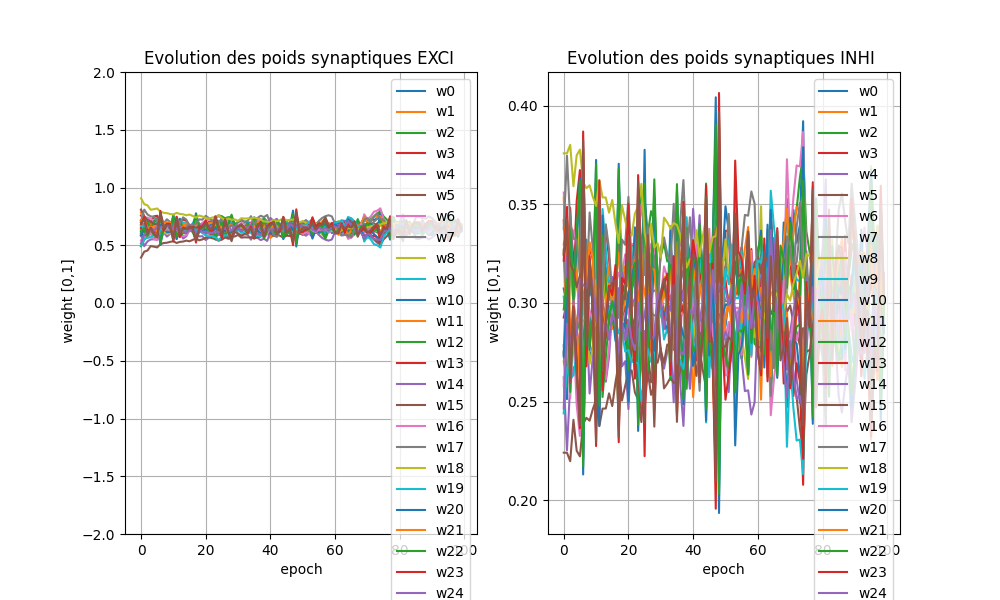 Evolution des poids synaptiques EXCI
weight [0,1]
2.0
1.5
1.0
0.5
0.0
−0.5
−1.0
−1.5
−2.0
0
20
40
60
80
100
epoch
w0
w1
w2
w3
w4
w5
w6
w7
w8
w9
w10
w11
w12
w13
w14
w15
w16
w17
w18
w19
w20
w21
w22
w23
w24
Evolution des poids synaptiques INHI
weight [0,1]
0.40
0.35
0.30
0.25
0.20
0
20
40
60
80
100
epoch
w0
w1
w2
w3
w4
w5
w6
w7
w8
w9
w10
w11
w12
w13
w14
w15
w16
w17
w18
w19
w20
w21
w22
w23
w24